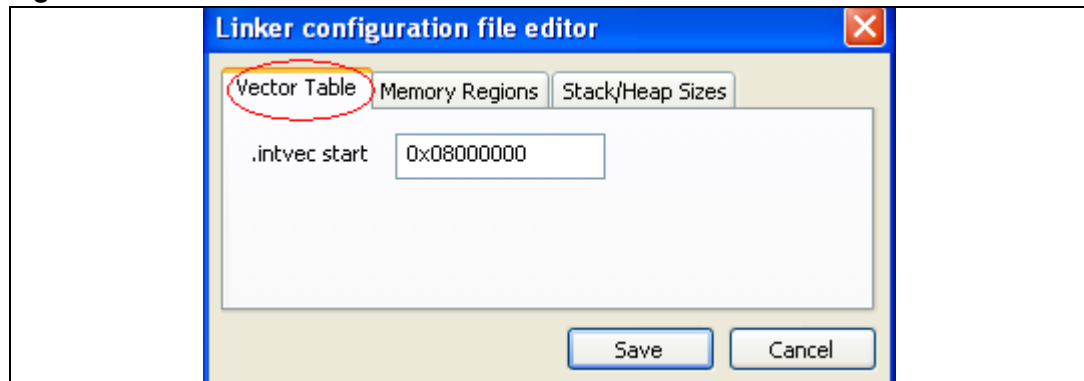 Linker configuration file editor
Vector Table Memory Regions Stack/Heap Sizes
.intvec start 0x08000000
Save Cancel